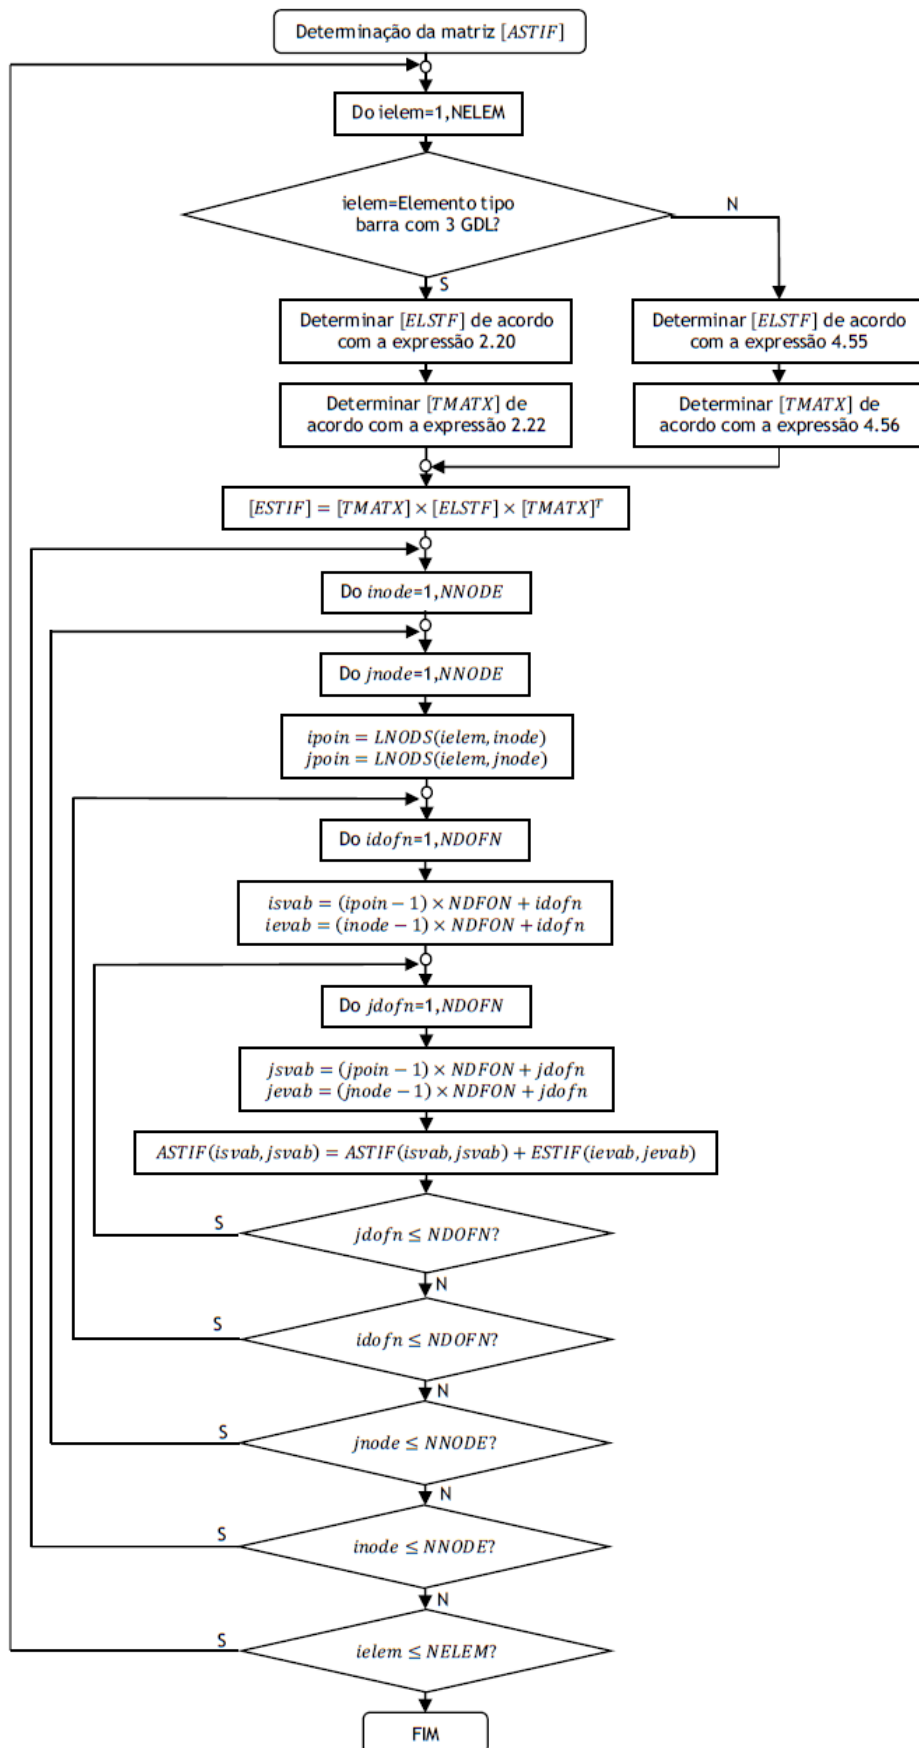 Determinação da matriz [ASTIF]
Do ielem=1,NELEM
ielem=Elemento tipo
barra com 3 GDL?
N
S
Determinar [ELSTF] de acordo
com a expressão 2.20
Determinar [ELSTF] de acordo
com a expressão 4.55
Determinar [TMATX] de
acordo com a expressão 2.22
Determinar [TMATX] de
acordo com a expressão 4.56
[ESTIF] = [TMATX] × [ELSTF] × [TMATX]ᵀ
Do inode=1,NNODE
Do jnode=1,NNODE
ipoin = LNODS(ielem, inode)
jpoin = LNODS(ielem, jnode)
Do idofn=1,NDOFN
isvab = (ipoin − 1) × NDFON + idofn
ievab = (inode − 1) × NDFON + idofn
Do jdofn=1,NDOFN
jsvab = (jpoin − 1) × NDFON + jdofn
jevab = (jnode − 1) × NDFON + jdofn
ASTIF(isvab, jsvab) = ASTIF(isvab, jsvab) + ESTIF(ievab, jevab)
S
jdofn ≤ NDOFN?
N
S
idofn ≤ NDOFN?
N
S
jnode ≤ NNODE?
N
S
inode ≤ NNODE?
N
S
ielem ≤ NELEM?
N
FIM